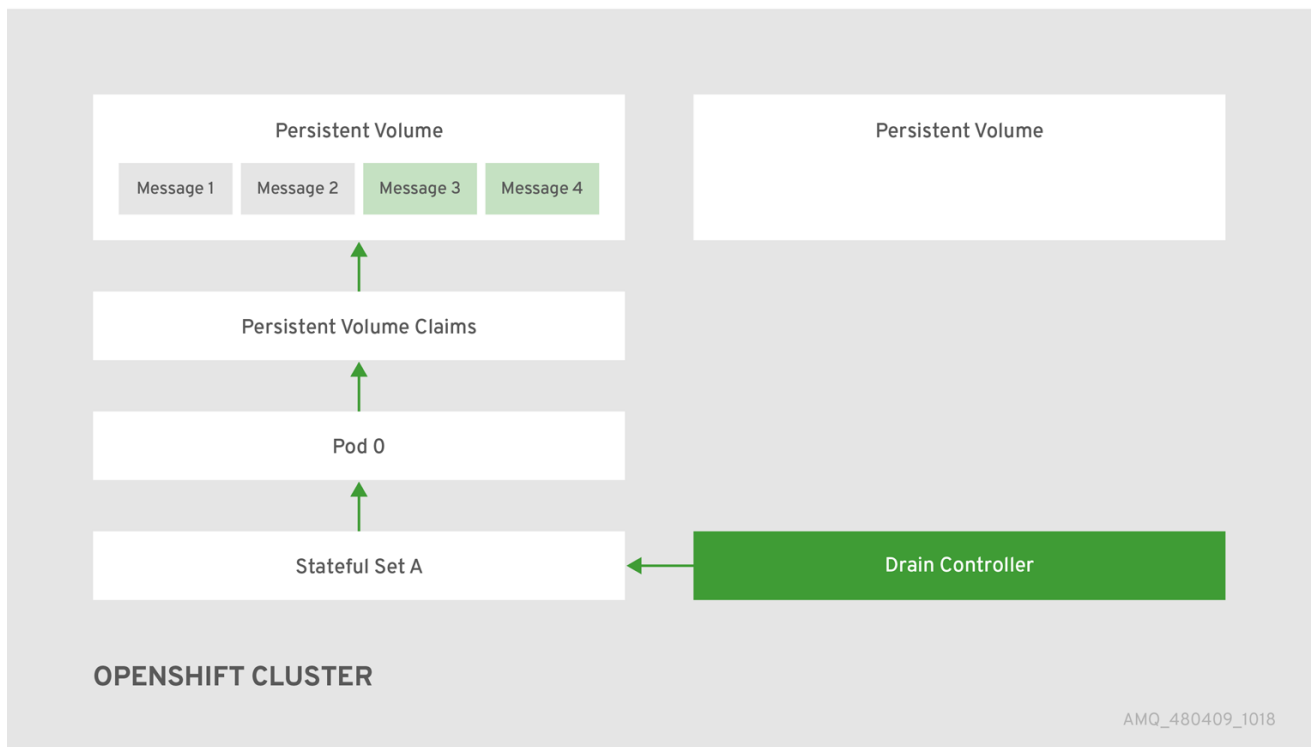 Persistent Volume
Message 1
Message 2
Message 3
Message 4
Persistent Volume
Persistent Volume Claims
Pod 0
Stateful Set A
Drain Controller
OPENSHIFT CLUSTER
AMQ_480409_1018